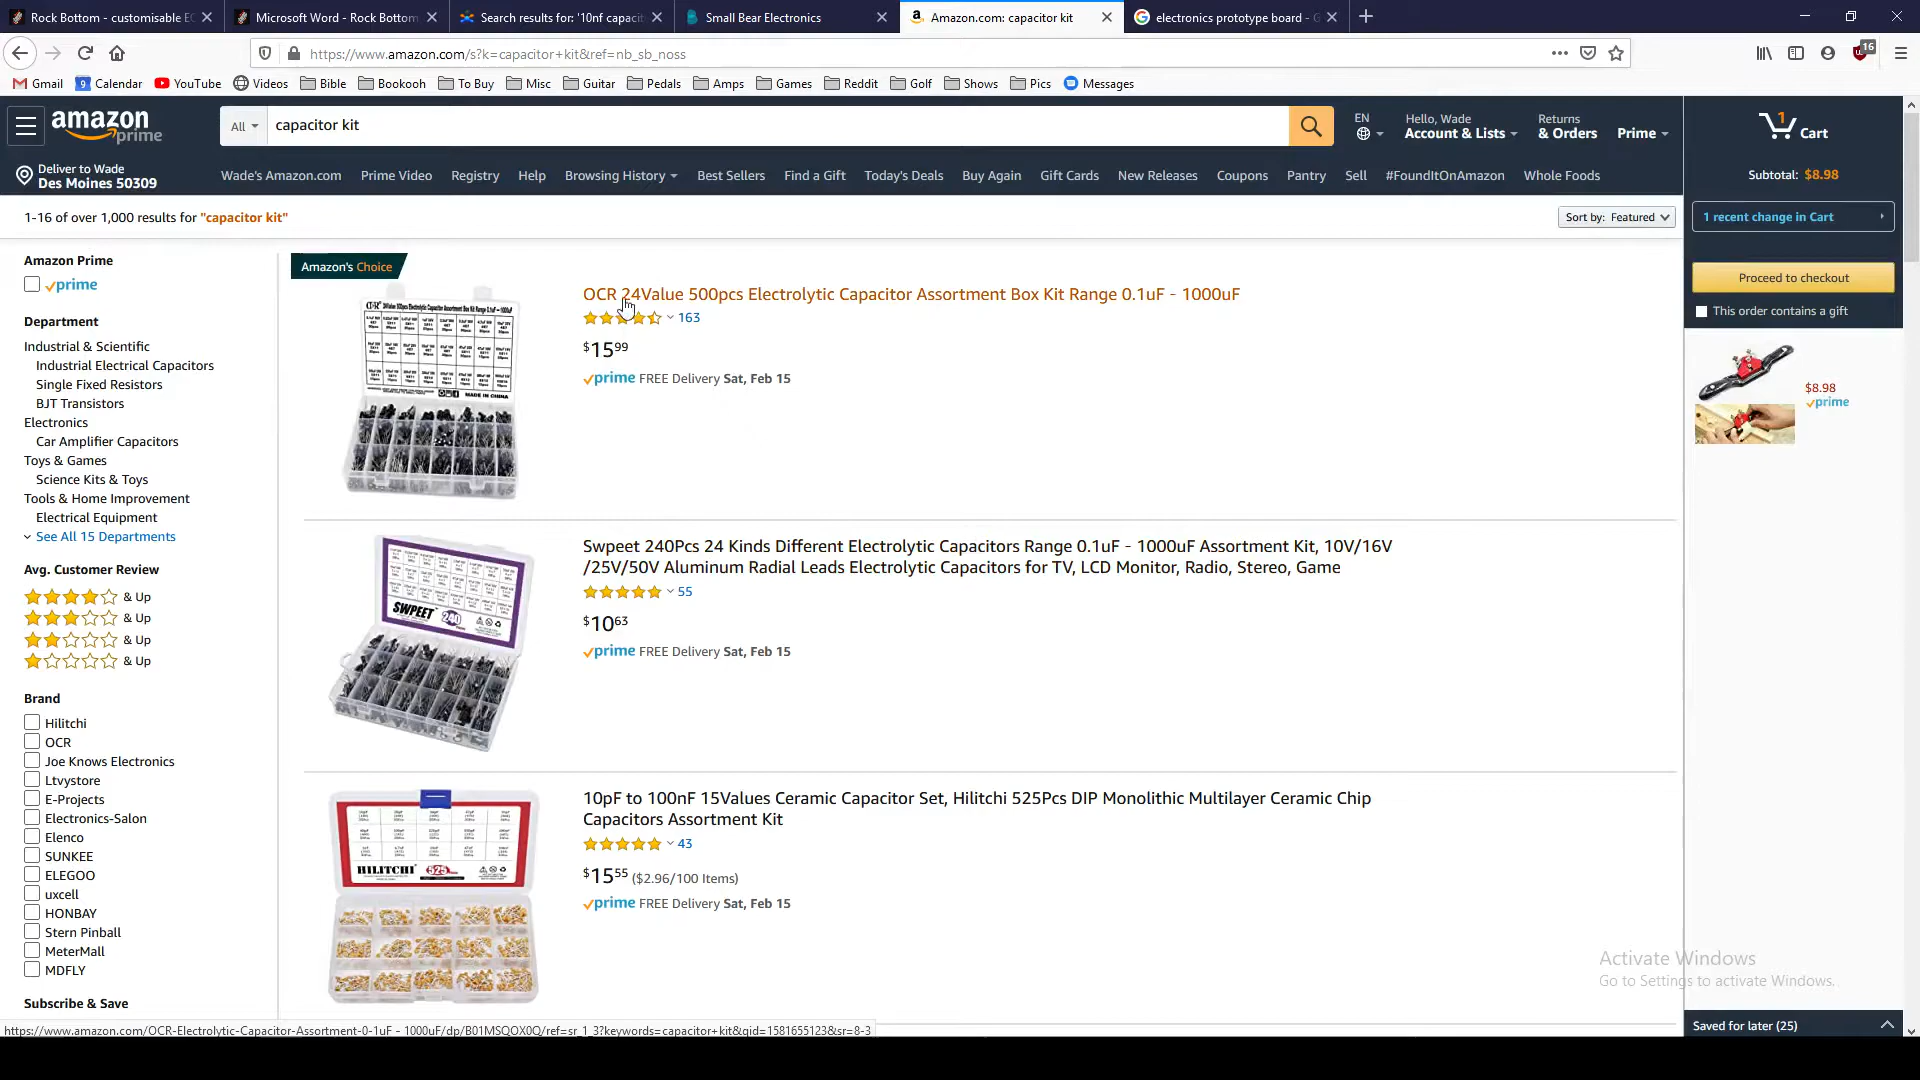 Rock Bottom - customisable EQ
Microsoft Word - Rock Bottom
Search results for: '10nf capacit
Small Bear Electronics
Amazon.com: capacitor kit
electronics prototype board - G
https://www.amazon.com/s?k=capacitor+kit&ref=nb_sb_noss
16
Gmail
Calendar
YouTube
Videos
Bible
Bookooh
To Buy
Misc
Guitar
Pedals
Amps
Games
Reddit
Golf
Shows
Pics
Messages
amazon
prime
All
capacitor kit
EN
Hello, Wade
Account & Lists
Returns
& Orders
Prime
1
Cart
Deliver to Wade
Des Moines 50309
Wade's Amazon.com
Prime Video
Registry
Help
Browsing History
Best Sellers
Find a Gift
Today's Deals
Buy Again
Gift Cards
New Releases
Coupons
Pantry
Sell
#FoundItOnAmazon
Whole Foods
Subtotal: $8.98
1-16 of over 1,000 results for "capacitor kit"
Sort by: Featured
1 recent change in Cart
Proceed to checkout
This order contains a gift
$8.98
prime
Amazon Prime
prime
Department
Industrial & Scientific
Industrial Electrical Capacitors
Single Fixed Resistors
BJT Transistors
Electronics
Car Amplifier Capacitors
Toys & Games
Science Kits & Toys
Tools & Home Improvement
Electrical Equipment
See All 15 Departments
Avg. Customer Review
& Up
& Up
& Up
& Up
Brand
Hilitchi
OCR
Joe Knows Electronics
Ltvystore
E-Projects
Electronics-Salon
Elenco
SUNKEE
ELEGOO
uxcell
HONBAY
Stern Pinball
MeterMall
MDFLY
Subscribe & Save
Amazon's Choice
MADE IN CHINA
OCR 24Value 500pcs Electrolytic Capacitor Assortment Box Kit Range 0.1uF - 1000uF
163
$15 99
prime FREE Delivery Sat, Feb 15
SWPEET
240
Swpeet 240Pcs 24 Kinds Different Electrolytic Capacitors Range 0.1uF - 1000uF Assortment Kit, 10V/16V
/25V/50V Aluminum Radial Leads Electrolytic Capacitors for TV, LCD Monitor, Radio, Stereo, Game
55
$10 63
prime FREE Delivery Sat, Feb 15
HILITCHI
525
10pF to 100nF 15Values Ceramic Capacitor Set, Hilitchi 525Pcs DIP Monolithic Multilayer Ceramic Chip
Capacitors Assortment Kit
43
$15 55 ($2.96/100 Items)
prime FREE Delivery Sat, Feb 15
Activate Windows
Go to Settings to activate Windows.
Saved for later (25)
https://www.amazon.com/OCR-Electrolytic-Capacitor-Assortment-0-1uF - 1000uF/dp/B01MSQOX0Q/ref=sr_1_3?keywords=capacitor+kit&qid=1581655123&sr=8-3